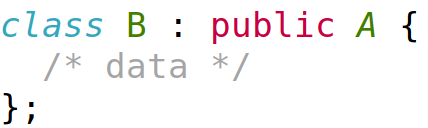 class B : public A {
  /* data */
};